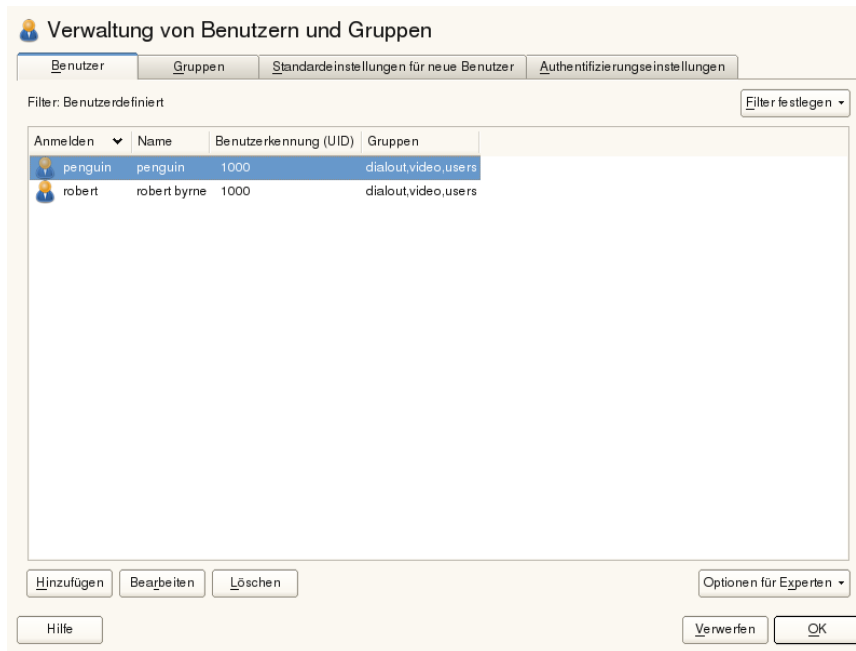 Verwaltung von Benutzern und Gruppen
Benutzer Gruppen Standardeinstellungen für neue Benutzer Authentifizierungseinstellungen
Filter: Benutzerdefiniert Filter festlegen
Anmelden Name Benutzerkennung (UID) Gruppen
penguin penguin 1000 dialout,video,users
robert robert byrne 1000 dialout,video,users
Hinzufügen Bearbeiten Löschen Optionen für Experten
Hilfe Verwerfen OK